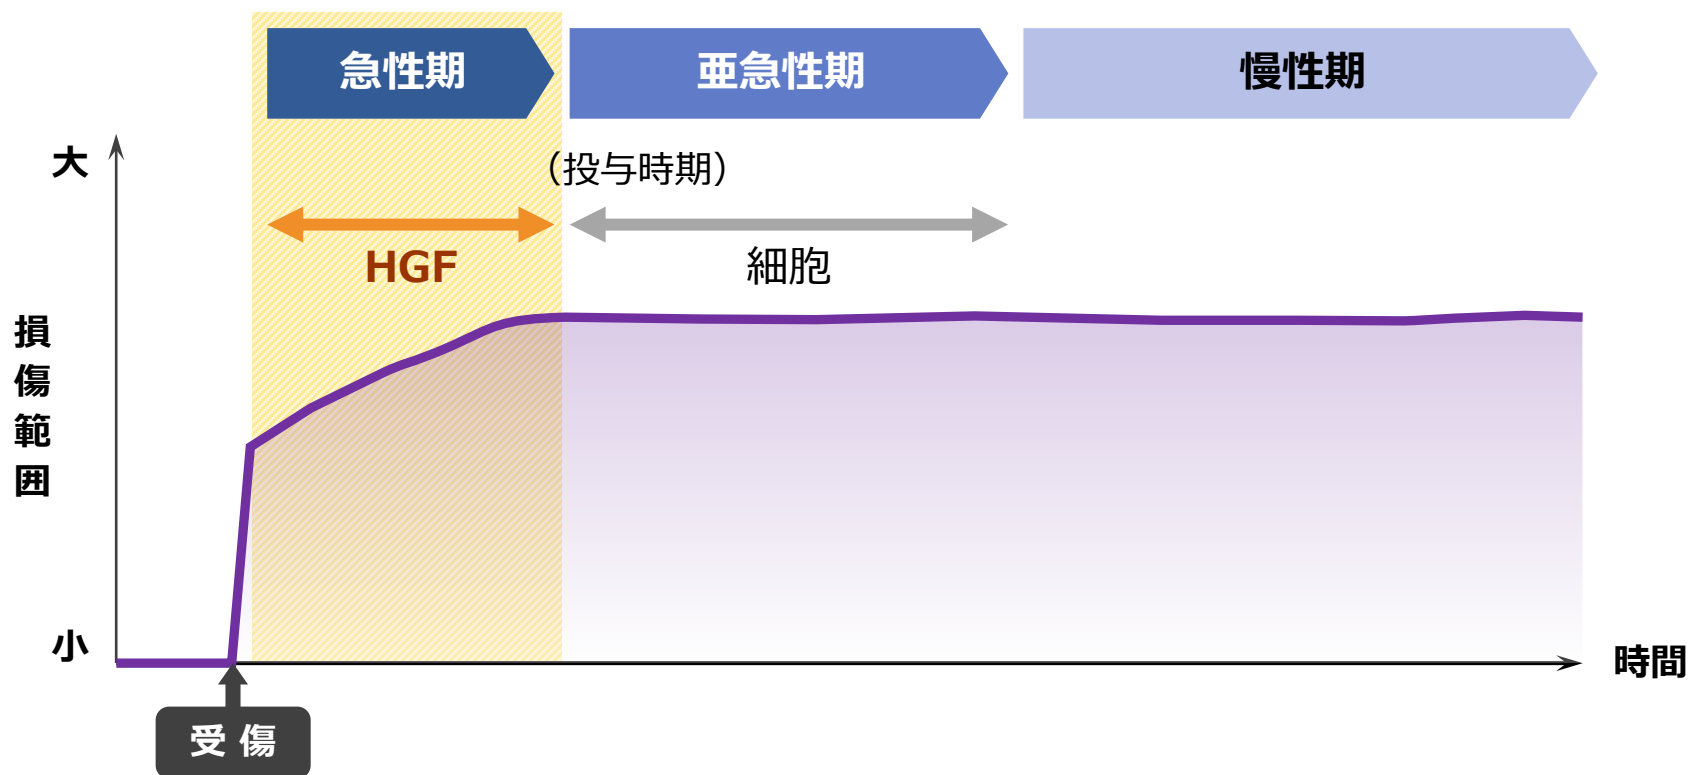 急性期
亜急性期
慢性期
大
（投与時期）
HGF
細胞
損傷範囲
小
時間
受 傷